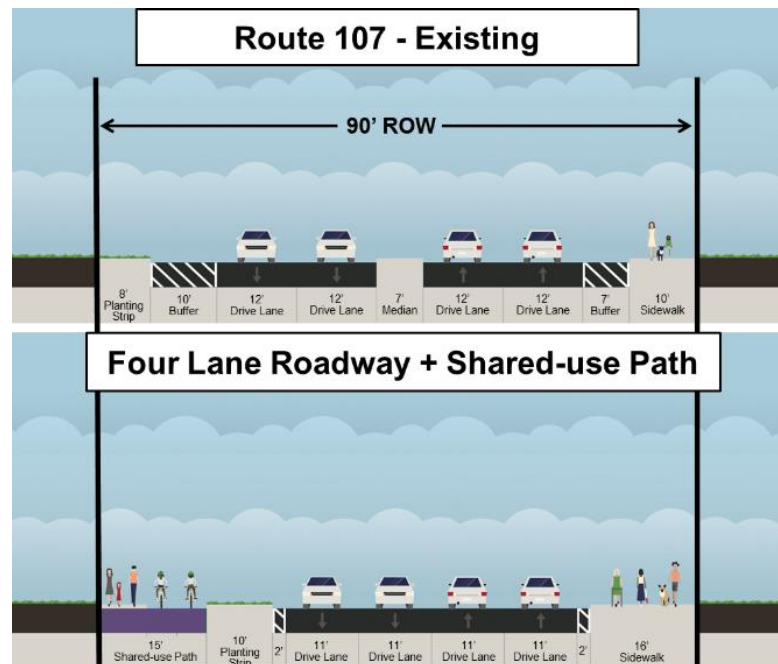 Route 107 - Existing
90' ROW
8' 10' 12' 12' 7' 12' 12' 7' 10'
Planting Buffer Drive Lane Drive Lane Median Drive Lane Drive Lane Buffer Sidewalk
Strip
Four Lane Roadway + Shared-use Path
15' 10' 2' 11' 11' 11' 11' 2' 16'
Shared-use Path Planting Drive Lane Drive Lane Drive Lane Drive Lane Sidewalk
Strip